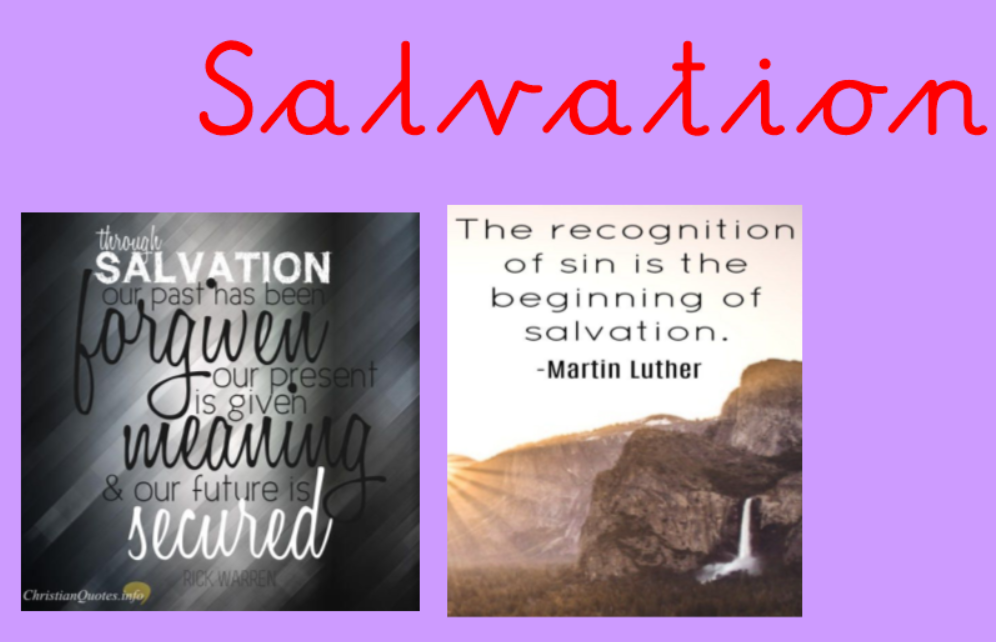 Salvation
through
SALVATION
our past has been
forgiven
our present
is given
meaning
& our future is
secured
RICK WARREN
ChristianQuotes.info
The recognition
of sin is the
beginning of
salvation.
-Martin Luther